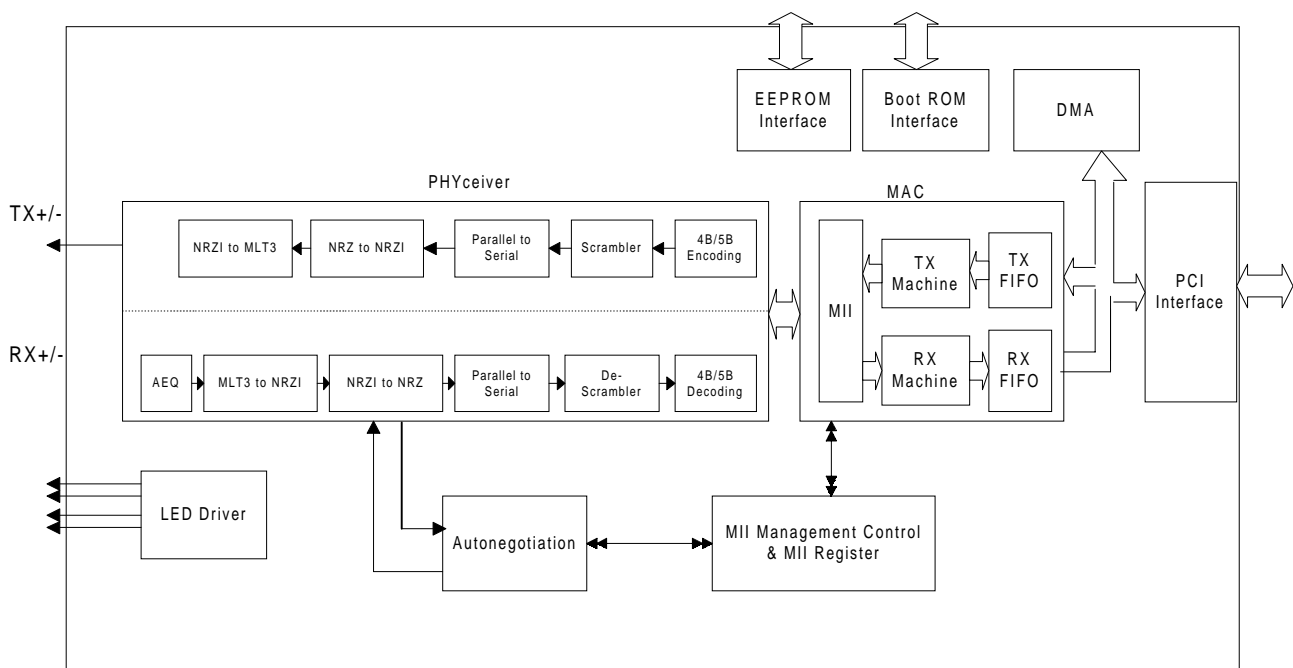 EEPROM
Interface
Boot ROM
Interface
DMA
PHYceiver
MAC
TX+/-
NRZI to MLT3
NRZ to NRZI
Parallel to
Serial
Scrambler
4B/5B
Encoding
MII
TX
Machine
TX
FIFO
PCI
Interface
RX+/-
AEQ
MLT3 to NRZI
NRZI to NRZ
Parallel to
Serial
De-
Scrambler
4B/5B
Decoding
RX
Machine
RX
FIFO
LED Driver
Autonegotiation
MII Management Control
& MII Register